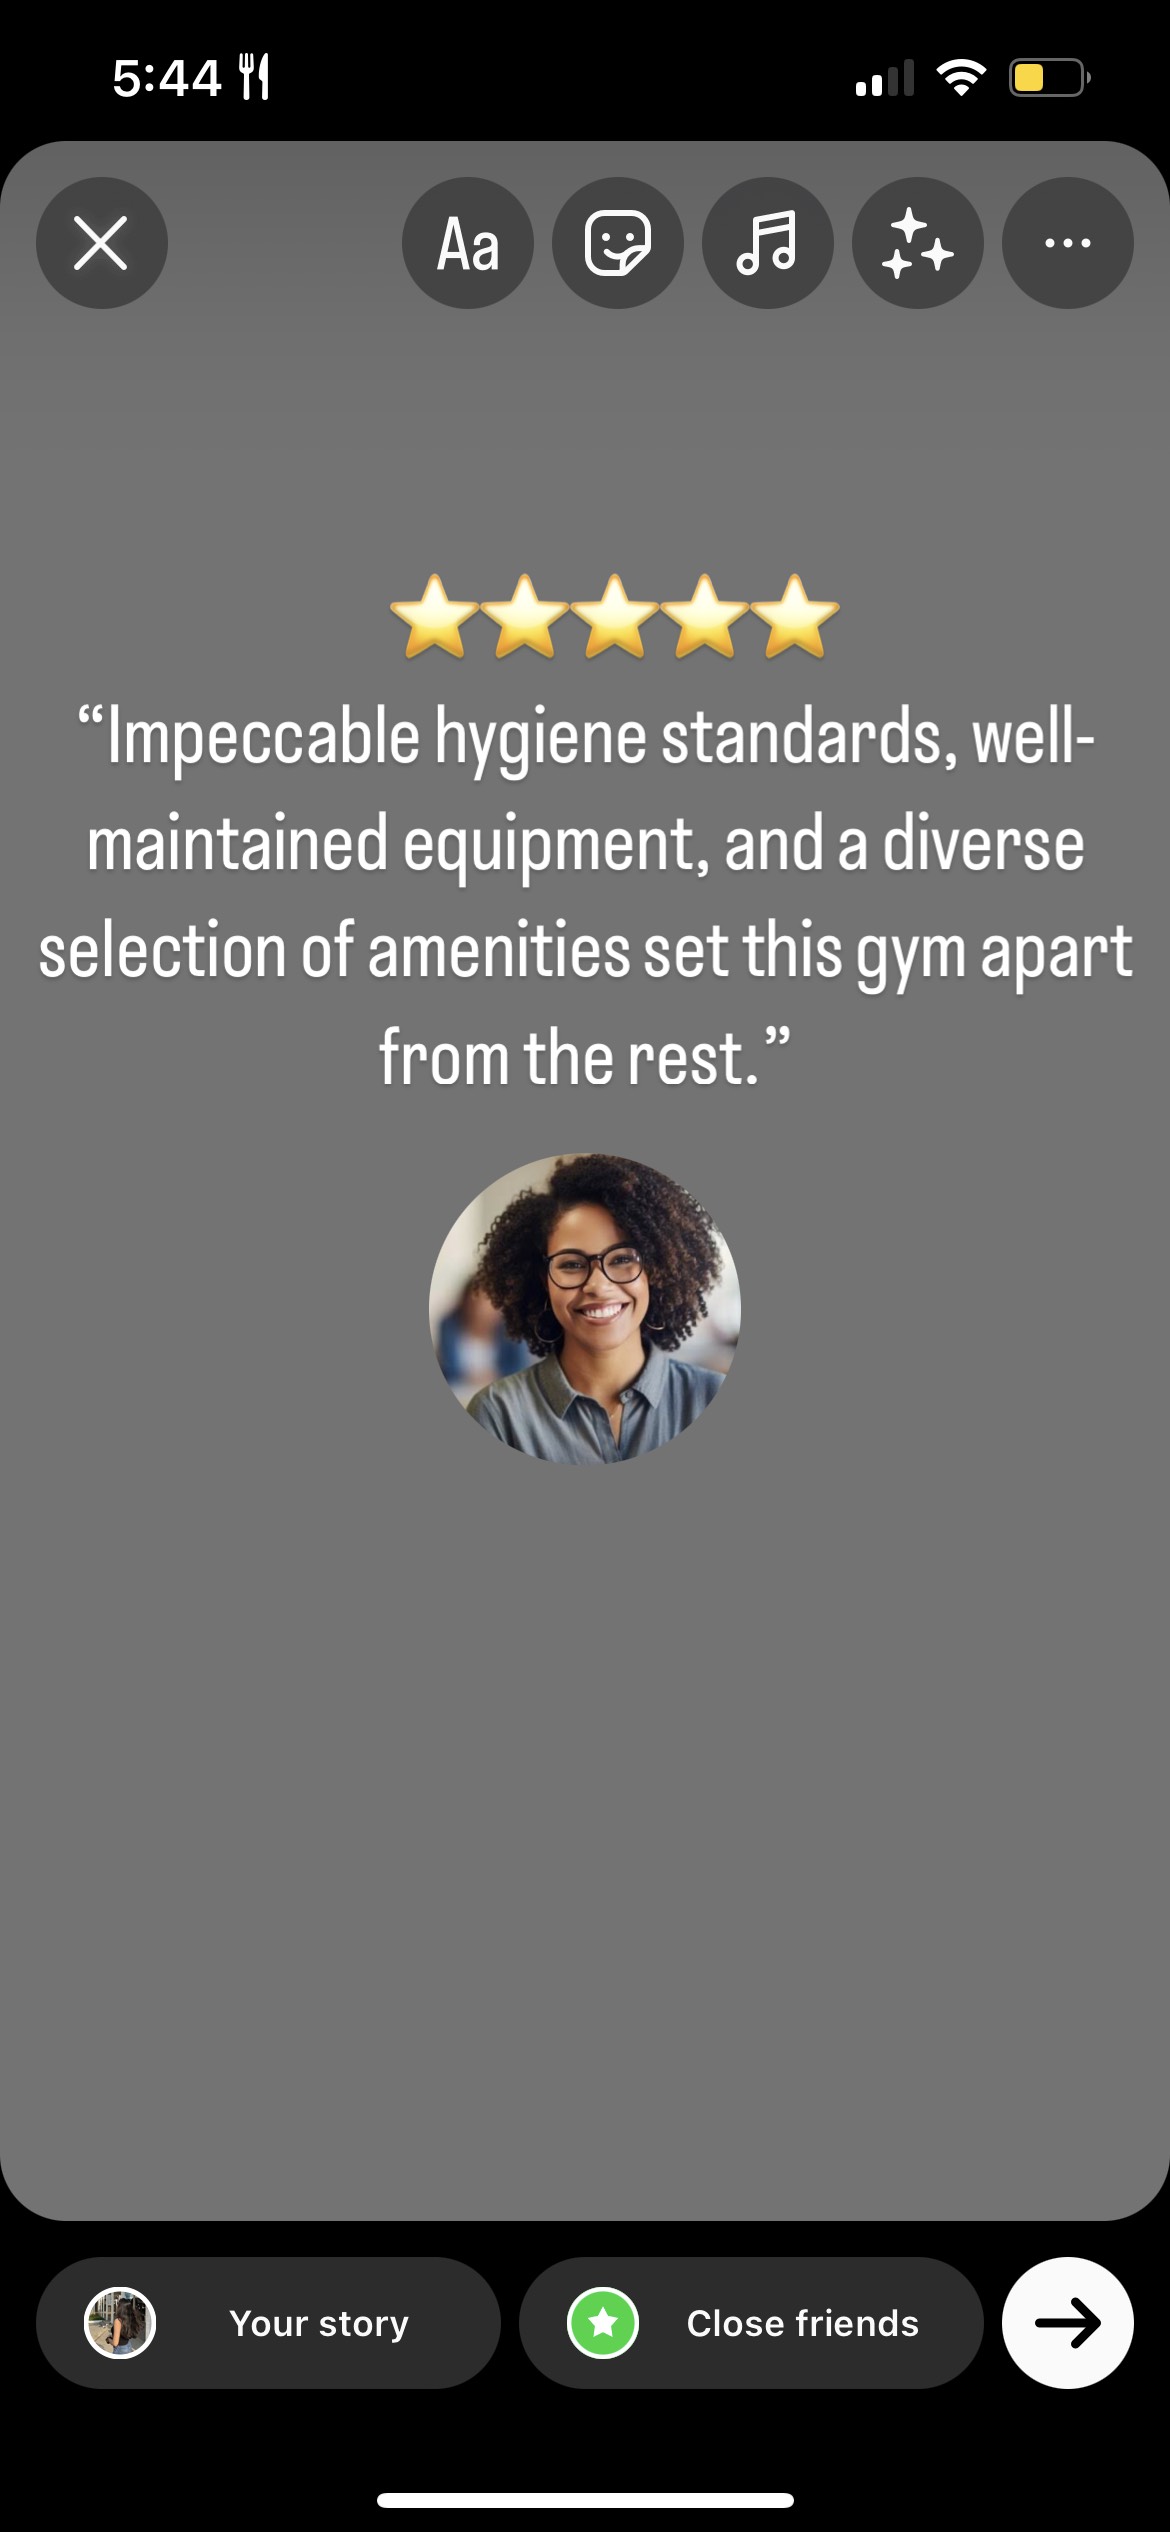 5:44
Aa
“Impeccable hygiene standards, well-
maintained equipment, and a diverse
selection of amenities set this gym apart
from the rest.”
Your story
Close friends